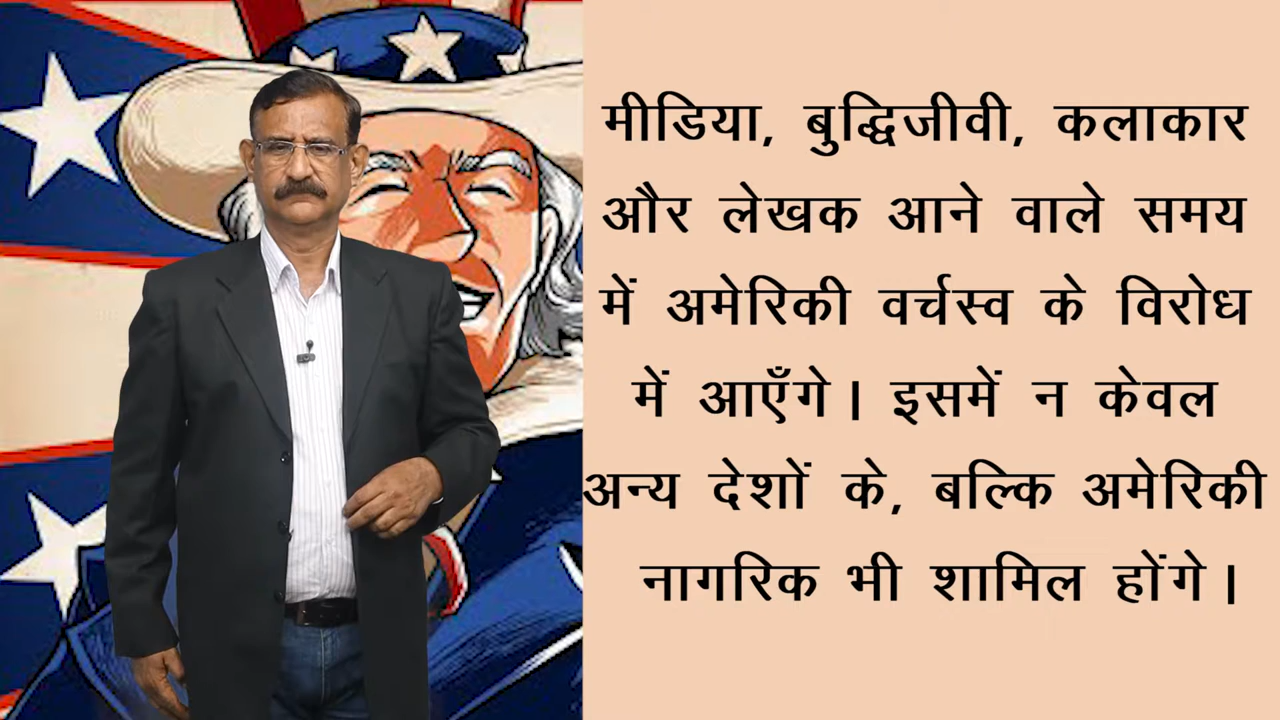 मीडिया, बुद्धिजीवी, कलाकार
और लेखक आने वाले समय
में अमेरिकी वर्चस्व के विरोध
में आएँगे। इसमें न केवल
अन्य देशों के, बल्कि अमेरिकी
नागरिक भी शामिल होंगे।